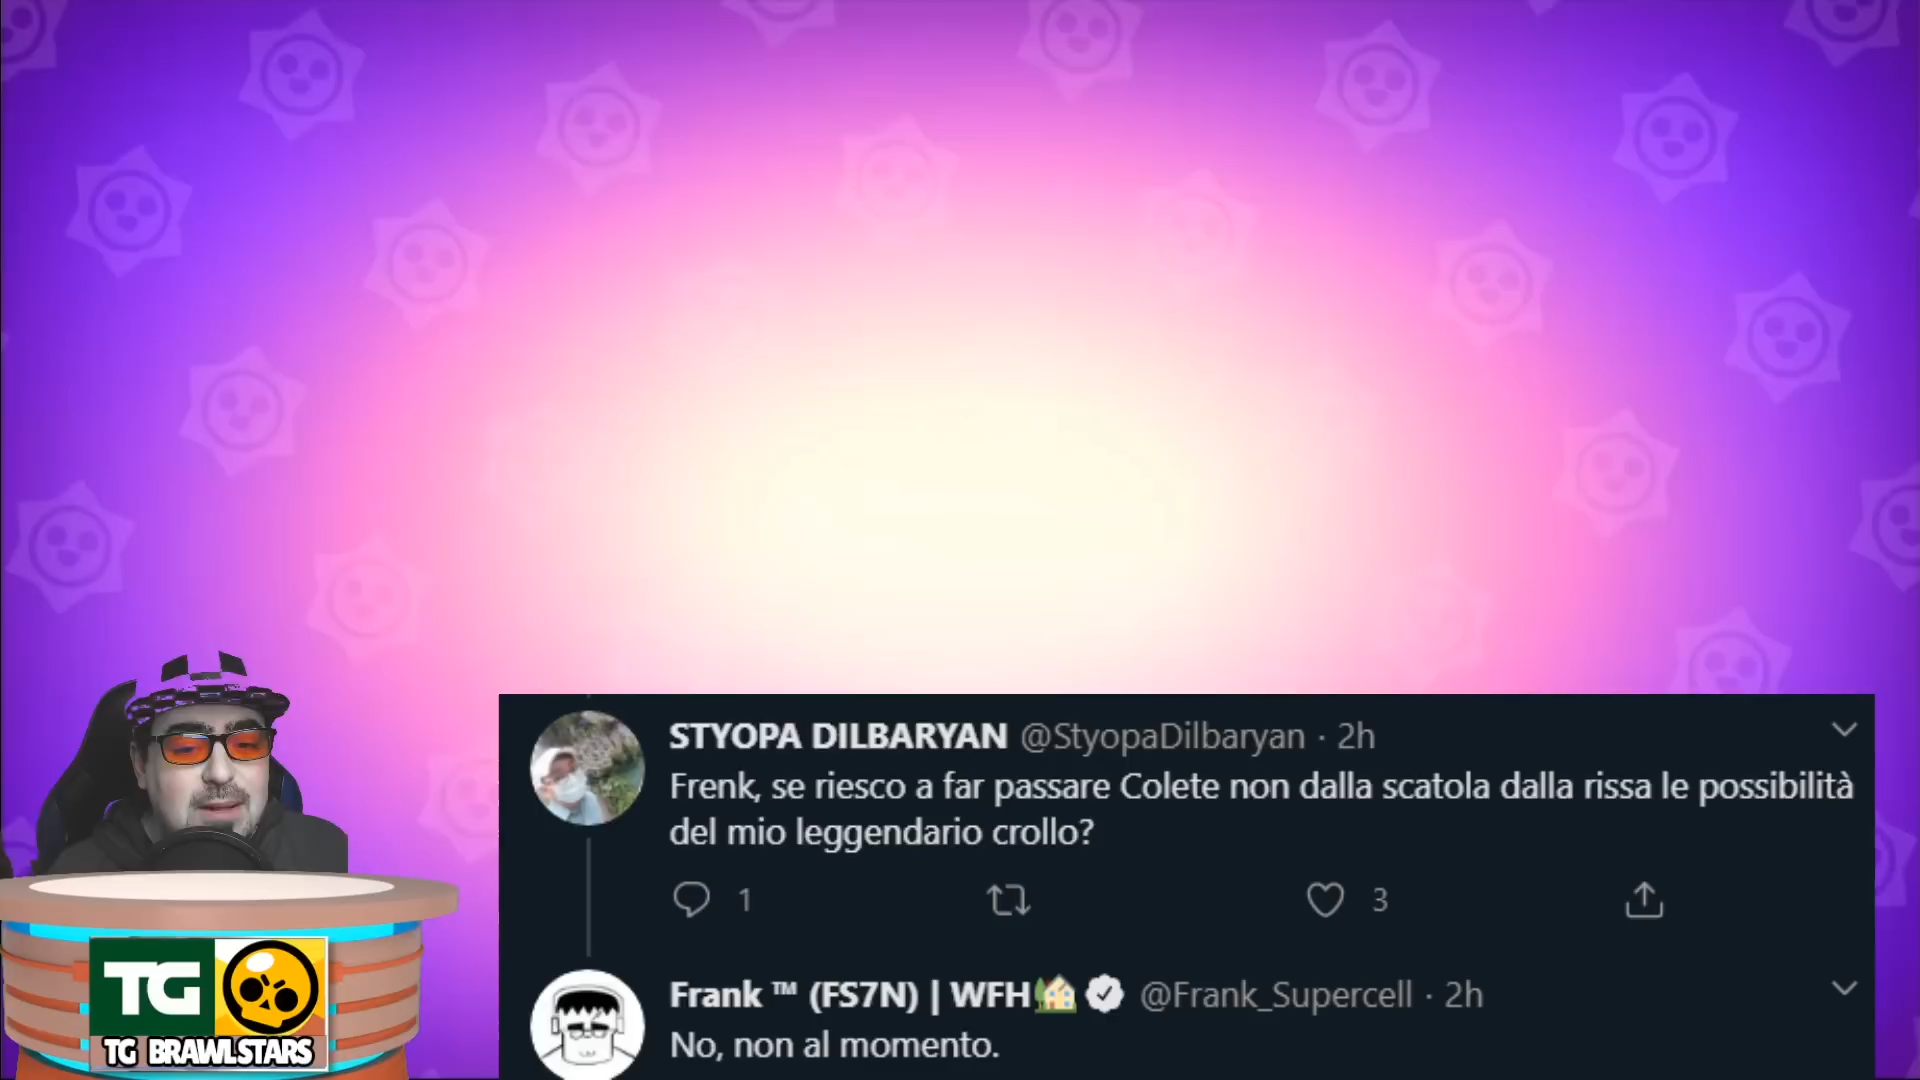 STYOPA DILBARYAN @StyopaDilbaryan · 2h
Frenk, se riesco a far passare Colete non dalla scatola dalla rissa le possibilità
del mio leggendario crollo?
1 3
Frank ™ (FS7N) | WFH🏡 @Frank_Supercell · 2h
No, non al momento.
TG
TG BRAWLSTARS